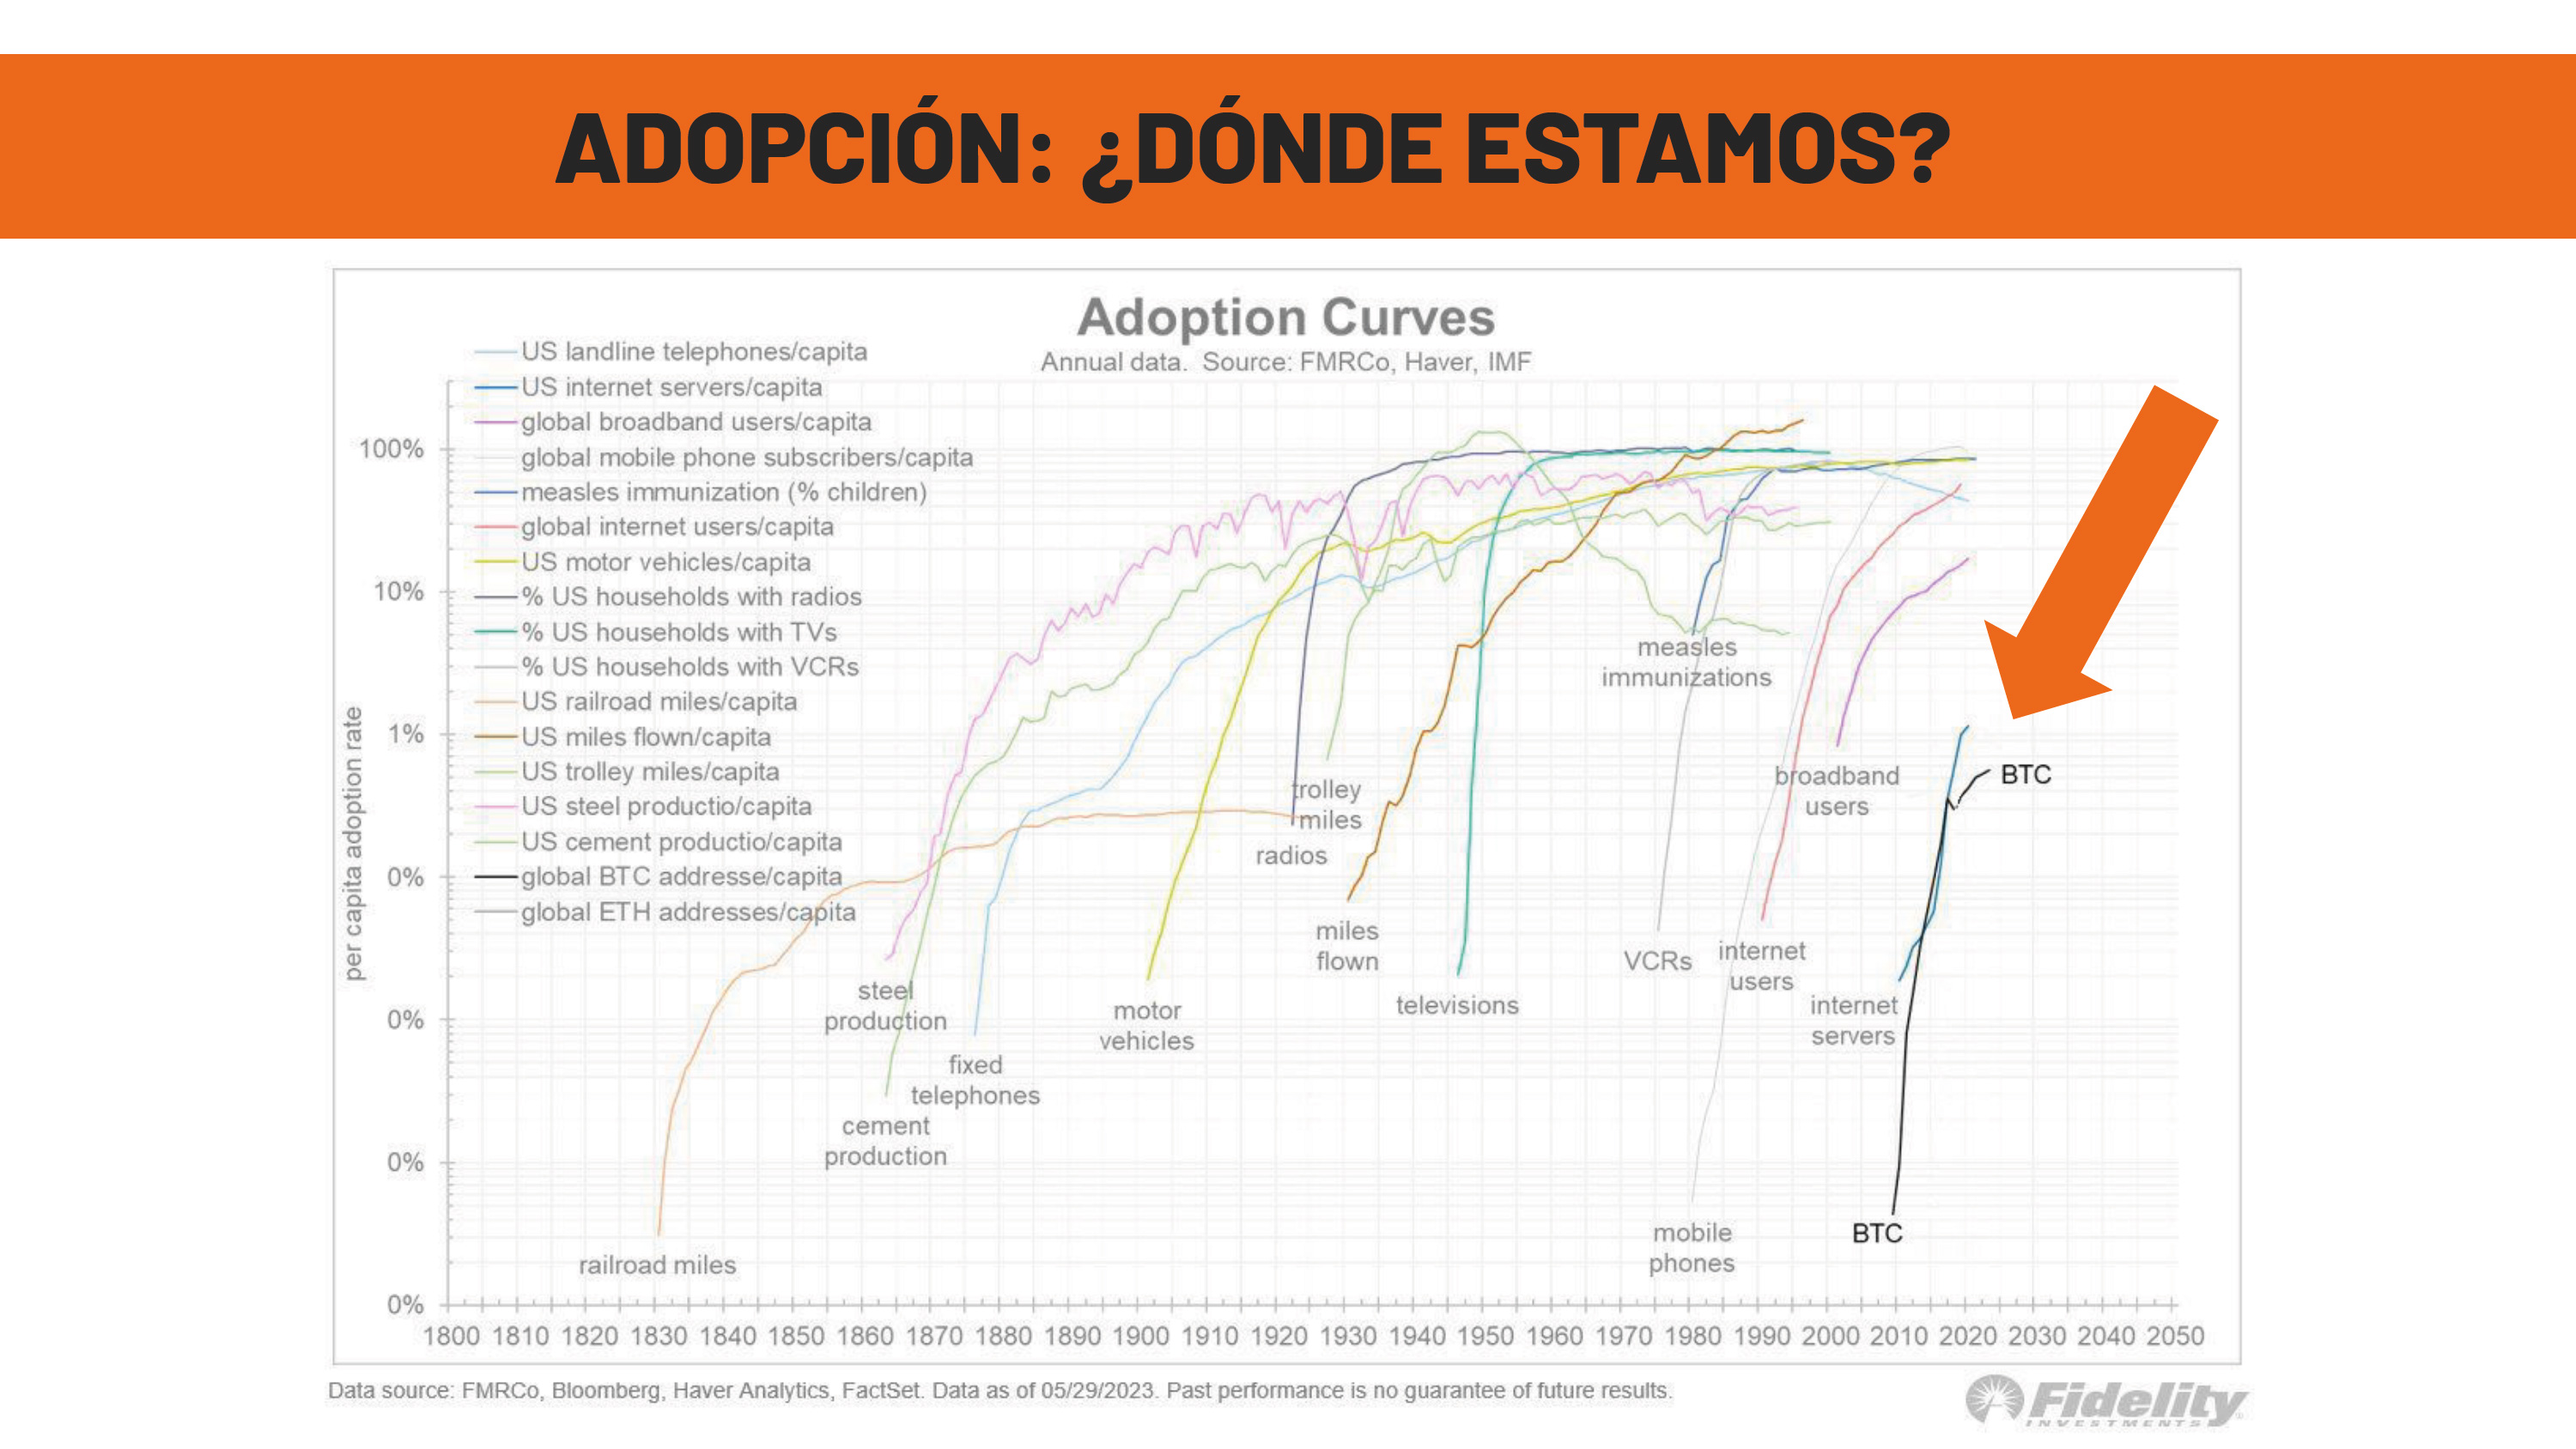 ADOPCIÓN: ¿DÓNDE ESTAMOS?
Adoption Curves
Annual data. Source: FMRCo, Haver, IMF
US landline telephones/capita
US internet servers/capita
global broadband users/capita
global mobile phone subscribers/capita
measles immunization (% children)
global internet users/capita
US motor vehicles/capita
% US households with radios
% US households with TVs
% US households with VCRs
US railroad miles/capita
US miles flown/capita
US trolley miles/capita
US steel productio/capita
US cement productio/capita
global BTC addresse/capita
global ETH addresses/capita
per capita adoption rate
100%
10%
1%
0%
0%
0%
0%
railroad miles
steel
production
cement
production
fixed
telephones
motor
vehicles
radios
trolley
miles
miles
flown
televisions
measles
immunizations
VCRs
mobile
phones
internet
users
broadband
users
internet
servers
BTC
BTC
1800 1810 1820 1830 1840 1850 1860 1870 1880 1890 1900 1910 1920 1930 1940 1950 1960 1970 1980 1990 2000 2010 2020 2030 2040 2050
Data source: FMRCo, Bloomberg, Haver Analytics, FactSet. Data as of 05/29/2023. Past performance is no guarantee of future results.
Fidelity
INVESTMENTS